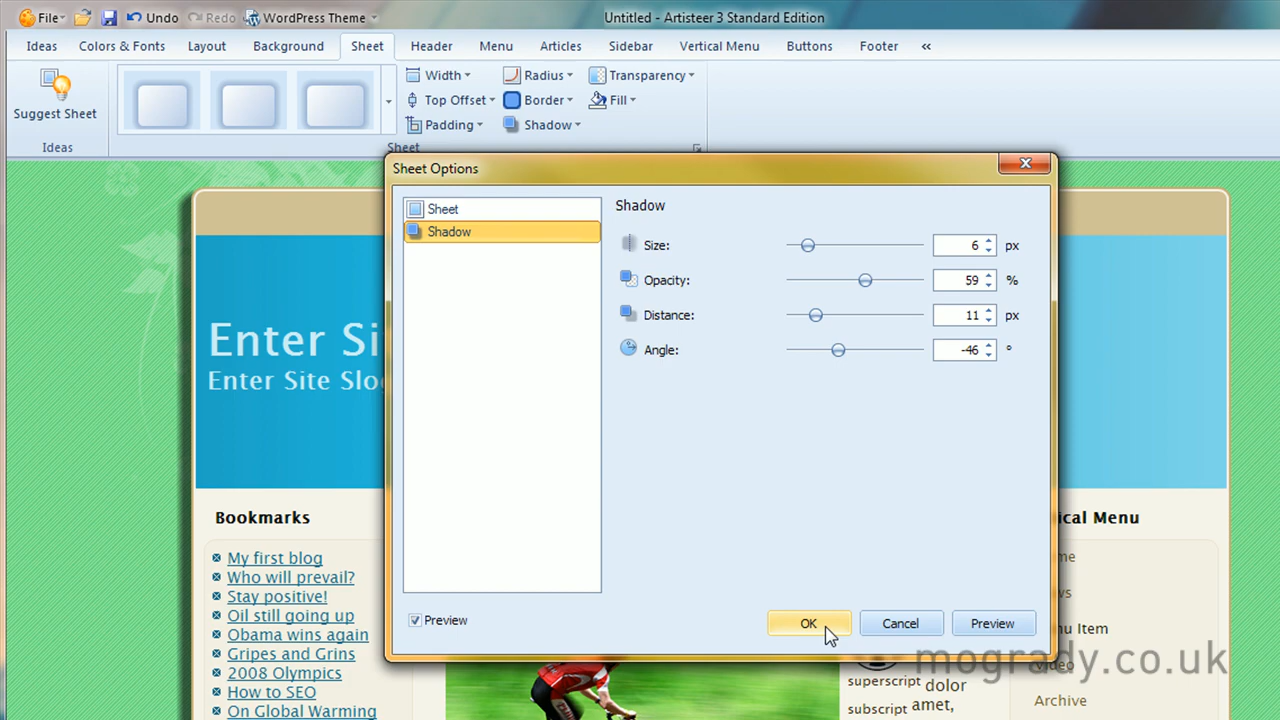 File Undo Redo WordPress Theme Untitled - Artisteer 3 Standard Edition
Ideas Colors & Fonts Layout Background Sheet Header Menu Articles Sidebar Vertical Menu Buttons Footer «
Suggest Sheet
Ideas
Width Radius Transparency
Top Offset Border Fill
Padding Shadow
Sheet
Sheet Options
Sheet
Shadow
Shadow
Size: 6 px
Opacity: 59 %
Distance: 11 px
Angle: -46 °
Preview OK Cancel Preview
Enter Si
Enter Site Slo
Bookmarks
My first blog
Who will prevail?
Stay positive!
Oil still going up
Obama wins again
Gripes and Grins
2008 Olympics
How to SEO
On Global Warming
superscript dolor
subscript amet,
ical Menu
me
ws
nu Item
Video
Archive
mogrady.co.uk